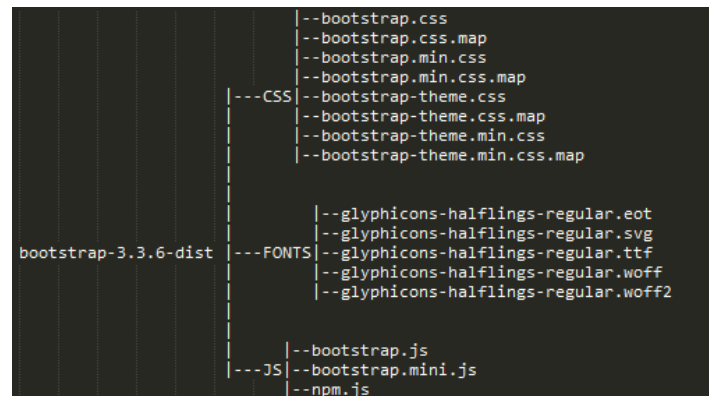 |--bootstrap.css
|--bootstrap.css.map
|--bootstrap.min.css
|--bootstrap.min.css.map
|---CSS|--bootstrap-theme.css
| |--bootstrap-theme.css.map
| |--bootstrap-theme.min.css
| |--bootstrap-theme.min.css.map
|
|
| |--glyphicons-halflings-regular.eot
| |--glyphicons-halflings-regular.svg
bootstrap-3.3.6-dist |---FONTS|--glyphicons-halflings-regular.ttf
| |--glyphicons-halflings-regular.woff
| |--glyphicons-halflings-regular.woff2
|
|
| |--bootstrap.js
|---JS|--bootstrap.mini.js
|--npm.js